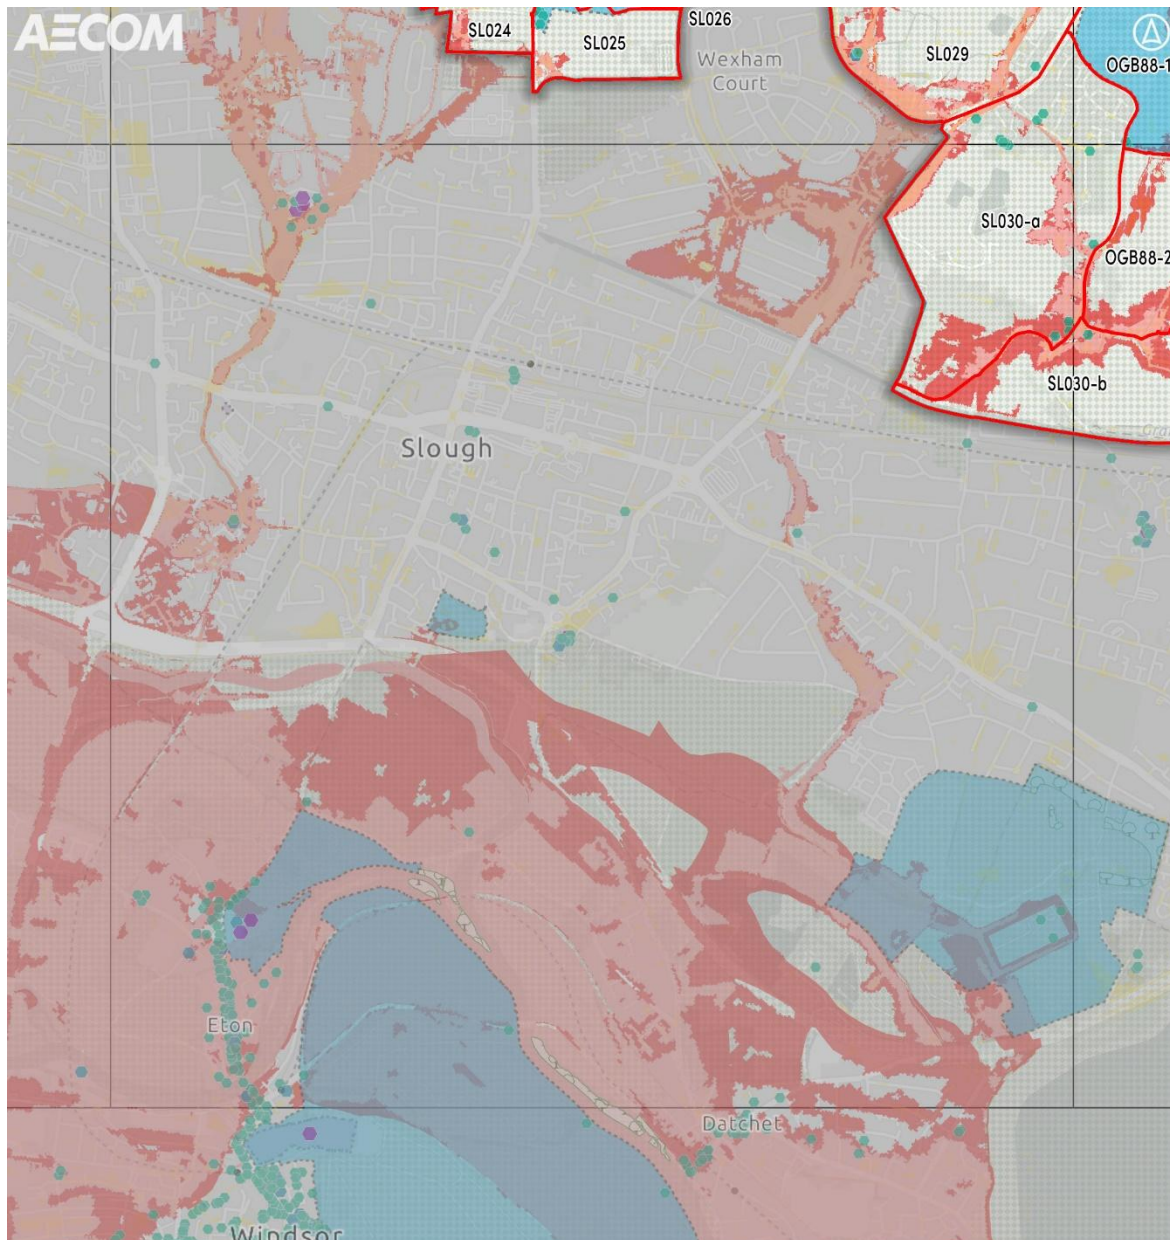 AECOM
SL024
SL025
SL026
Wexham
Court
SL029
OGB88-1
SL030-a
OGB88-2
SL030-b
Slough
Eton
Datchet
Windsor